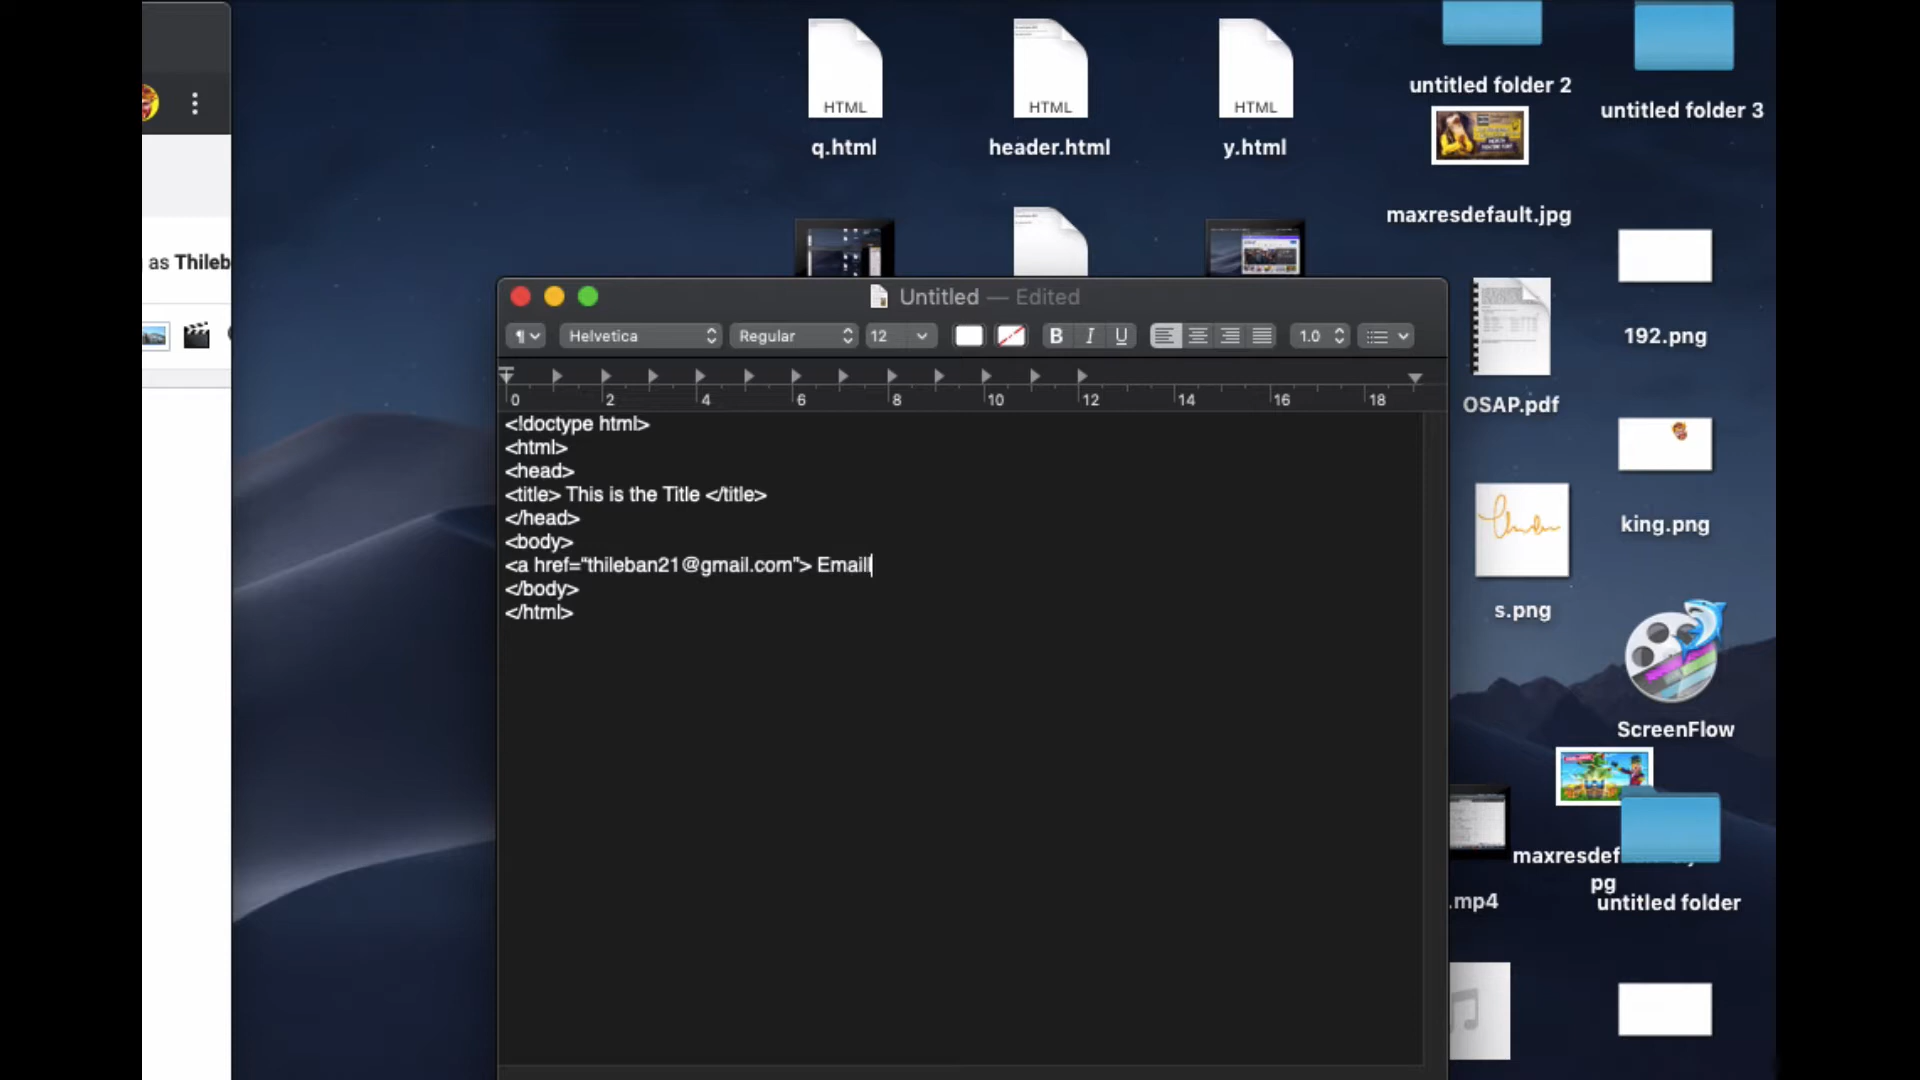 HTML
HTML
HTML
q.html
header.html
y.html
untitled folder 2
untitled folder 3
maxresdefault.jpg
as Thileb
192.png
OSAP.pdf
king.png
s.png
ScreenFlow
maxresdef
pg
.mp4
untitled folder
Untitled — Edited
¶
Helvetica
Regular
12
B I U
1.0
0 2 4 6 8 10 12 14 16 18
<!doctype html>
<html>
<head>
<title> This is the Title </title>
</head>
<body>
<a href=“thileban21@gmail.com”> Emaill
</body>
</html>